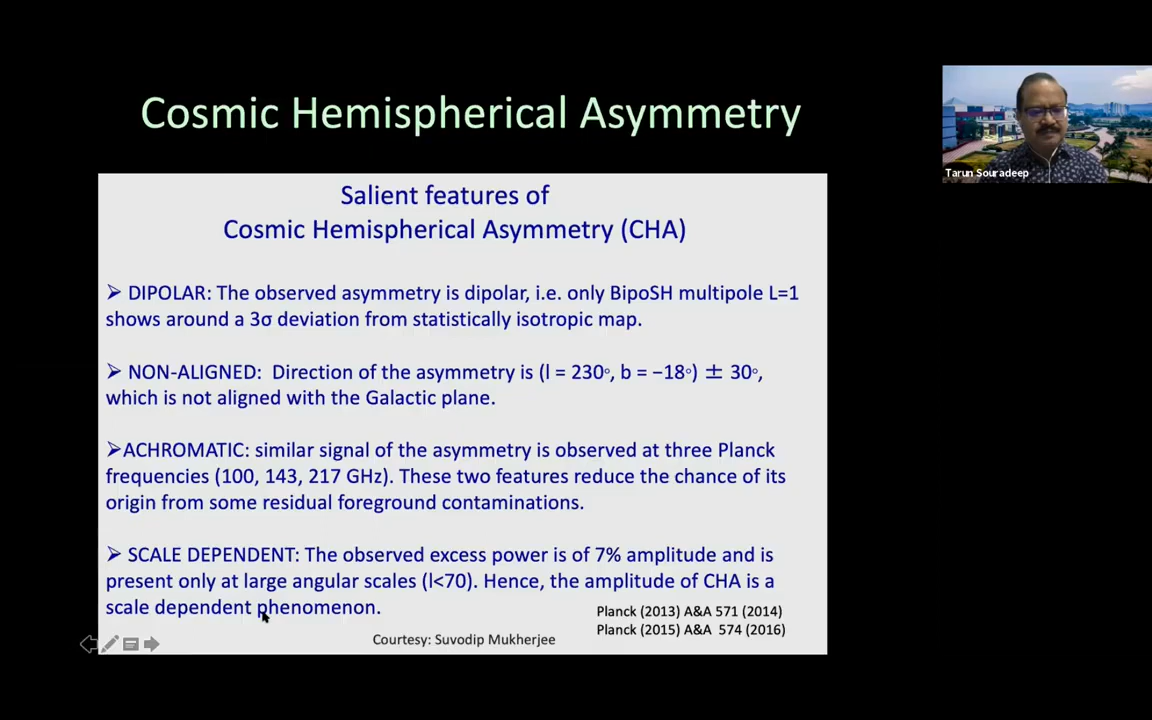 Cosmic Hemispherical Asymmetry
Tarun Souradeep
Salient features of
Cosmic Hemispherical Asymmetry (CHA)
➢ DIPOLAR: The observed asymmetry is dipolar, i.e. only BipoSH multipole L=1
shows around a 3σ deviation from statistically isotropic map.
➢ NON-ALIGNED: Direction of the asymmetry is (l = 230◦, b = −18◦) ± 30◦,
which is not aligned with the Galactic plane.
➢ACHROMATIC: similar signal of the asymmetry is observed at three Planck
frequencies (100, 143, 217 GHz). These two features reduce the chance of its
origin from some residual foreground contaminations.
➢ SCALE DEPENDENT: The observed excess power is of 7% amplitude and is
present only at large angular scales (l<70). Hence, the amplitude of CHA is a
scale dependent phenomenon.
Planck (2013) A&A 571 (2014)
Planck (2015) A&A 574 (2016)
Courtesy: Suvodip Mukherjee